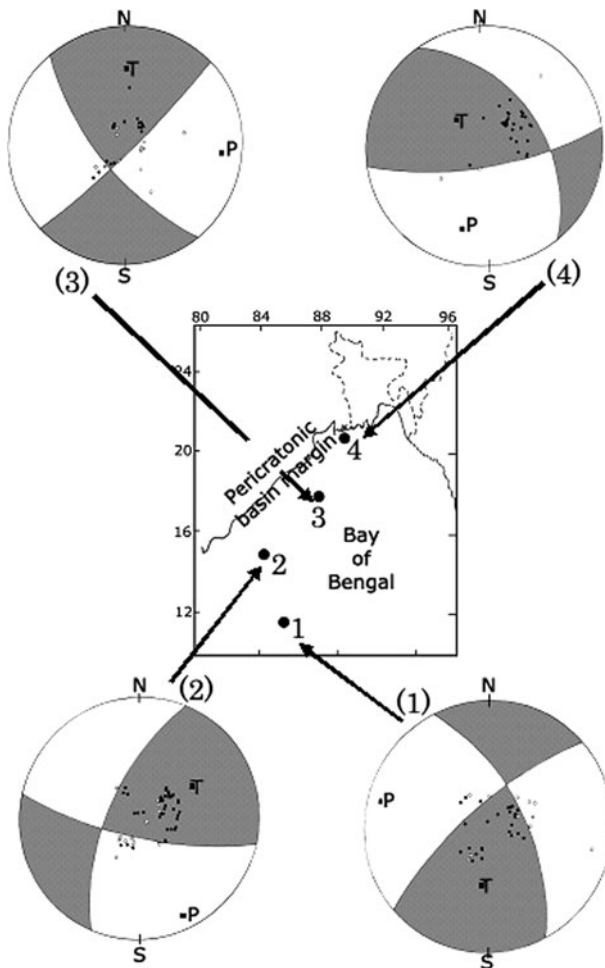 N
N
T
P
T
P
S
S
(3)
(4)
80 84 88 92 96
24
20
16
12
Pericratonic
basin margin
4
3
Bay
of
Bengal
2
1
(2)
(1)
N
N
T
P
P
T
S
S